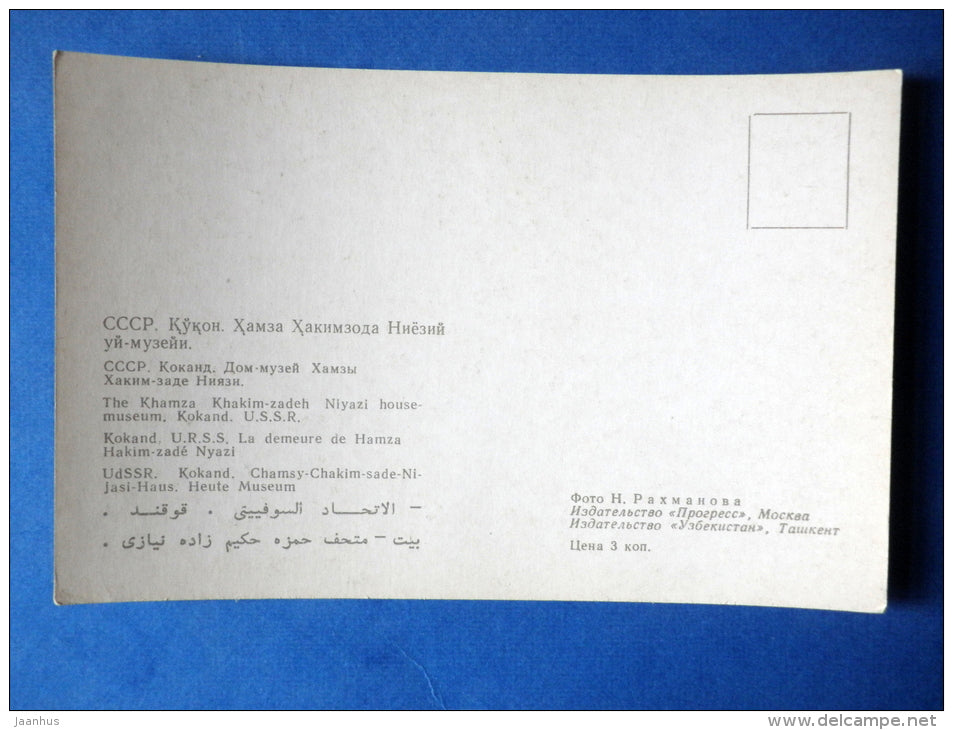 СССР. Қўқон. Ҳамза Ҳакимзода Ниёзий
уй-музейи.
СССР. Коканд. Дом-музей Хамзы
Хаким-заде Ниязи.
The Khamza Khakim-zadeh Niyazi house-
museum. Kokand. U.S.S.R.
Kokand. U.R.S.S. La demeure de Hamza
Hakim-zadé Nyazi
UdSSR. Kokand. Chamsy-Chakim-sade-Ni-
jasi-Haus. Heute Museum
الاتحـــاد السوفييتى . قوقنــد . –
بيت – متحف حمزه حكيم زاده نيازى .
Фото Н. Рахманова
Издательство «Прогресс», Москва
Издательство «Узбекистан», Ташкент
Цена 3 коп.
Jaanhus
www.delcampe.net